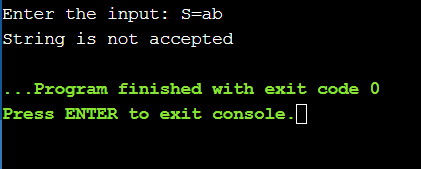 Enter the input: S=ab
String is not accepted
...Program finished with exit code 0
Press ENTER to exit console.